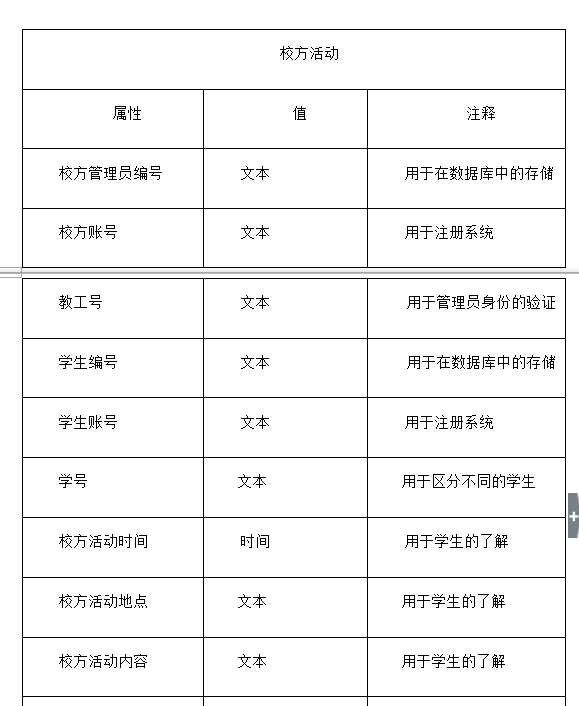 校方活动
属性 值 注释
校方管理员编号 文本 用于在数据库中的存储
校方账号 文本 用于注册系统
教工号 文本 用于管理员身份的验证
学生编号 文本 用于在数据库中的存储
学生账号 文本 用于注册系统
学号 文本 用于区分不同的学生
校方活动时间 时间 用于学生的了解
校方活动地点 文本 用于学生的了解
校方活动内容 文本 用于学生的了解